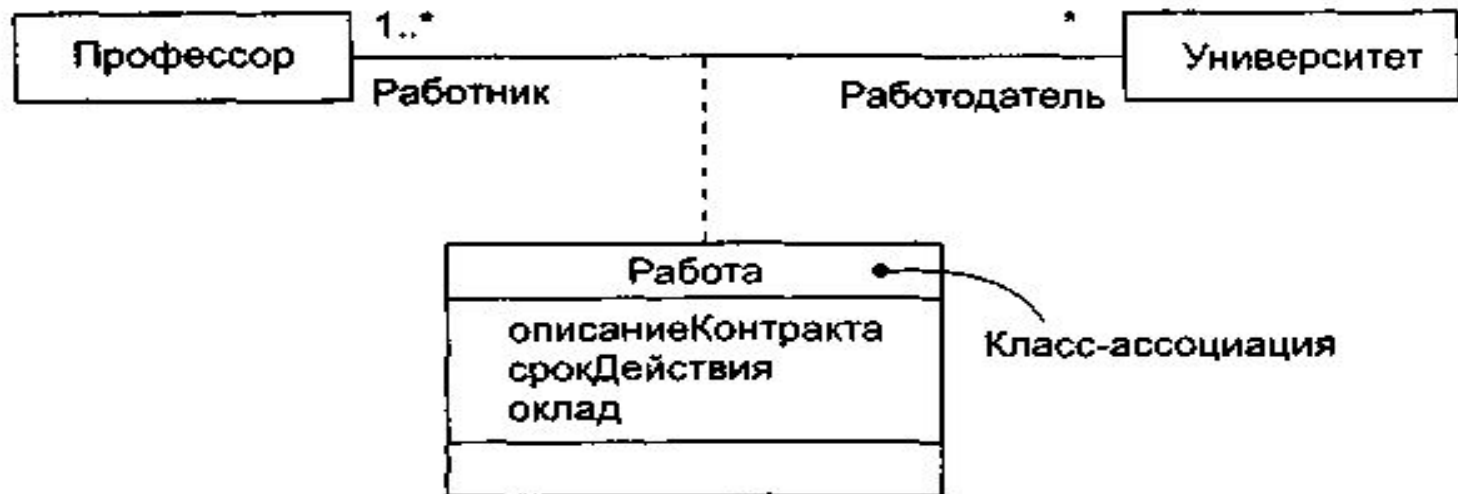 1..*
*
Профессор
Университет
Работник
Работодатель
Работа
описаниеКонтракта
срокДействия
оклад
Класс-ассоциация